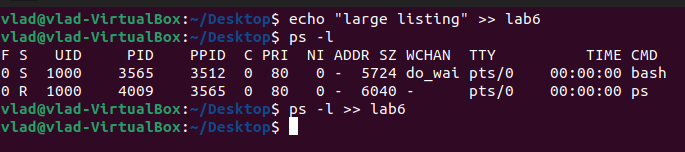 vlad@vlad-VirtualBox:~/Desktop$ echo "large listing" >> lab6
vlad@vlad-VirtualBox:~/Desktop$ ps -l
F S   UID     PID    PPID  C PRI  NI ADDR SZ WCHAN  TTY          TIME CMD
0 S  1000    3565    3512  0  80   0 -  5724 do_wai pts/0    00:00:00 bash
0 R  1000    4009    3565  0  80   0 -  6040 -      pts/0    00:00:00 ps
vlad@vlad-VirtualBox:~/Desktop$ ps -l >> lab6
vlad@vlad-VirtualBox:~/Desktop$